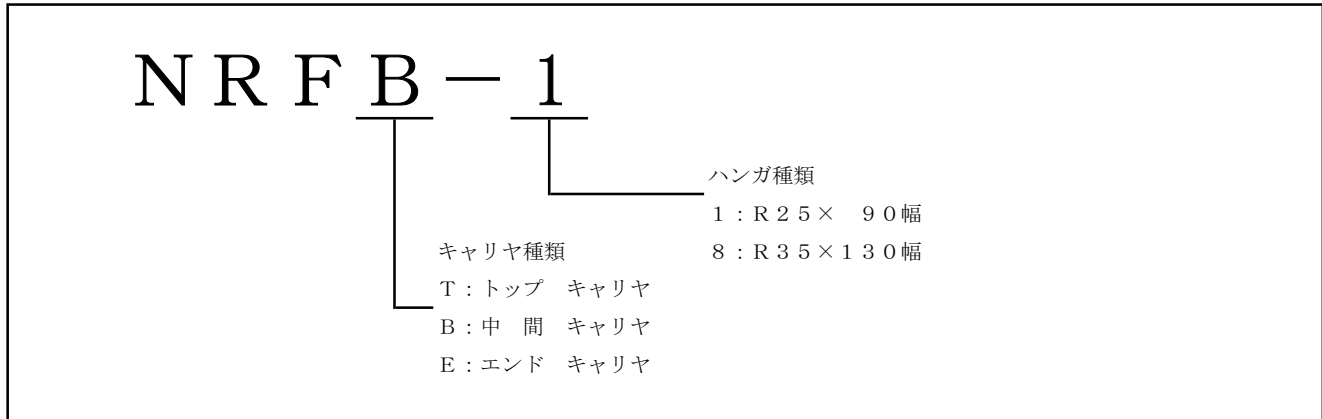 ＮＲＦＢ－１
ハンガ種類
１：Ｒ２５×　９０幅
８：Ｒ３５×１３０幅
キャリヤ種類
Ｔ：トップ　キャリヤ
Ｂ：中　間　キャリヤ
Ｅ：エンド　キャリヤ